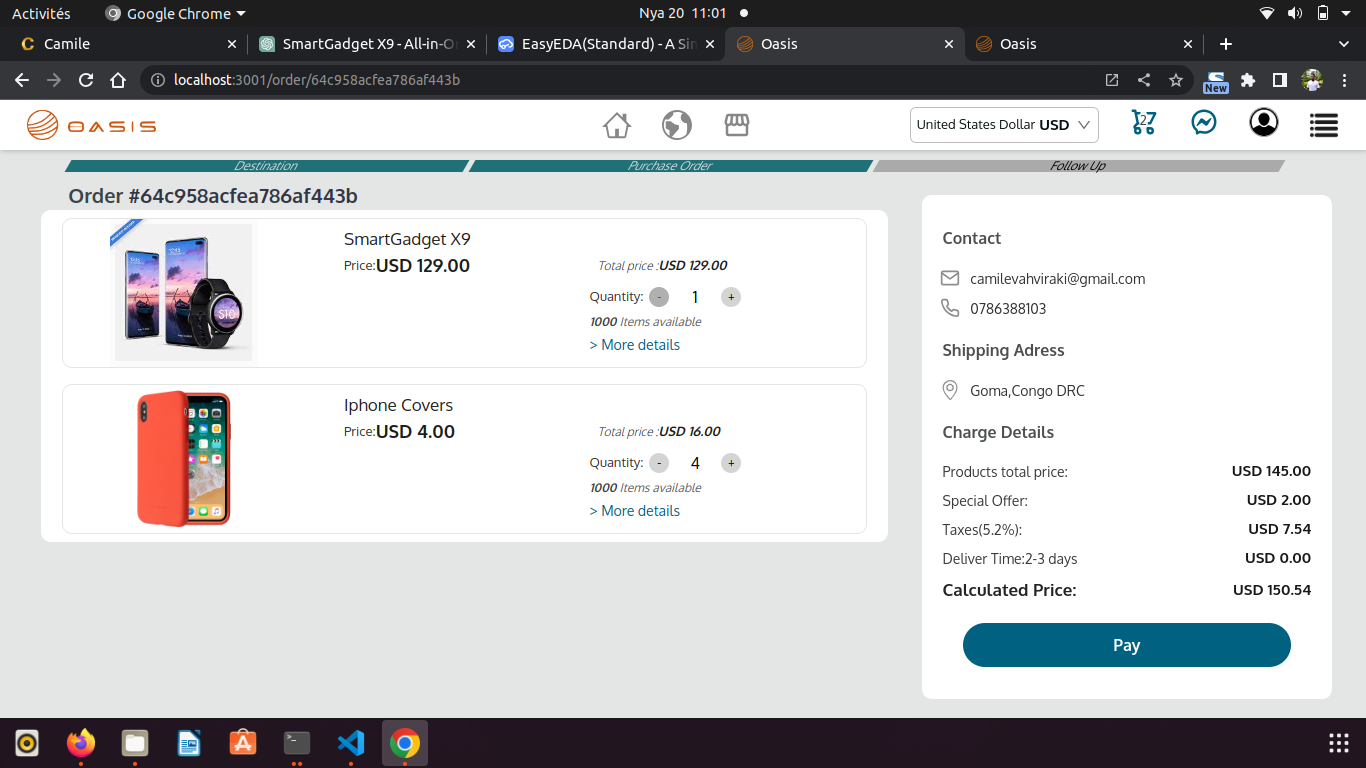 Activités
Google Chrome
Nya 20 11:01
Camile
SmartGadget X9 - All-in-O
EasyEDA(Standard) - A Sin
Oasis
Oasis
localhost:3001/order/64c958acfea786af443b
New
OASIS
United States Dollar USD
27
Destination
Purchase Order
Follow Up
Order #64c958acfea786af443b
SmartGadget X9
Price:USD 129.00
Total price :USD 129.00
Quantity: - 1 +
1000 Items available
> More details
S10
Iphone Covers
Price:USD 4.00
Total price :USD 16.00
Quantity: - 4 +
1000 Items available
> More details
Contact
camilevahviraki@gmail.com
0786388103
Shipping Adress
Goma,Congo DRC
Charge Details
Products total price: USD 145.00
Special Offer: USD 2.00
Taxes(5.2%): USD 7.54
Deliver Time:2-3 days USD 0.00
Calculated Price: USD 150.54
Pay